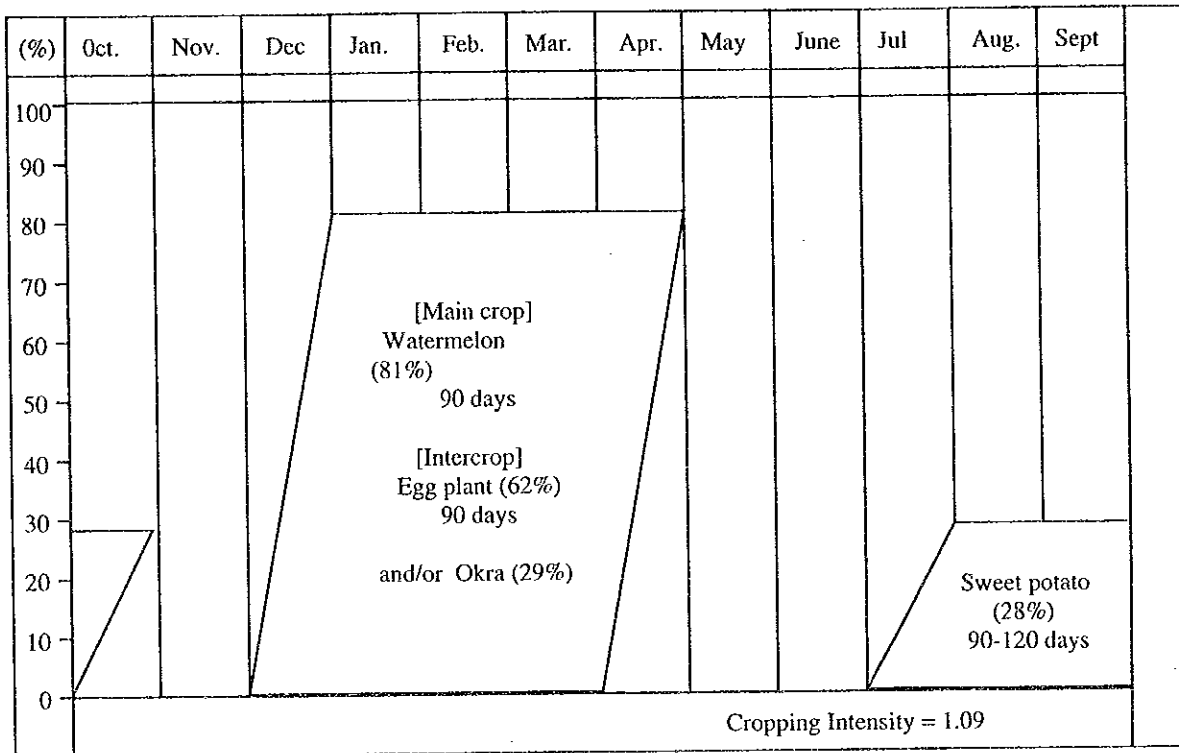 (%) 0ct. Nov. Dec Jan. Feb. Mar. Apr. May June Jul Aug. Sept
100
90
80
70
60
50
40
30
20
10
0
[Main crop]
Watermelon
(81%)
90 days
[Intercrop]
Egg plant (62%)
90 days
and/or Okra (29%)
Sweet potato
(28%)
90-120 days
Cropping Intensity = 1.09